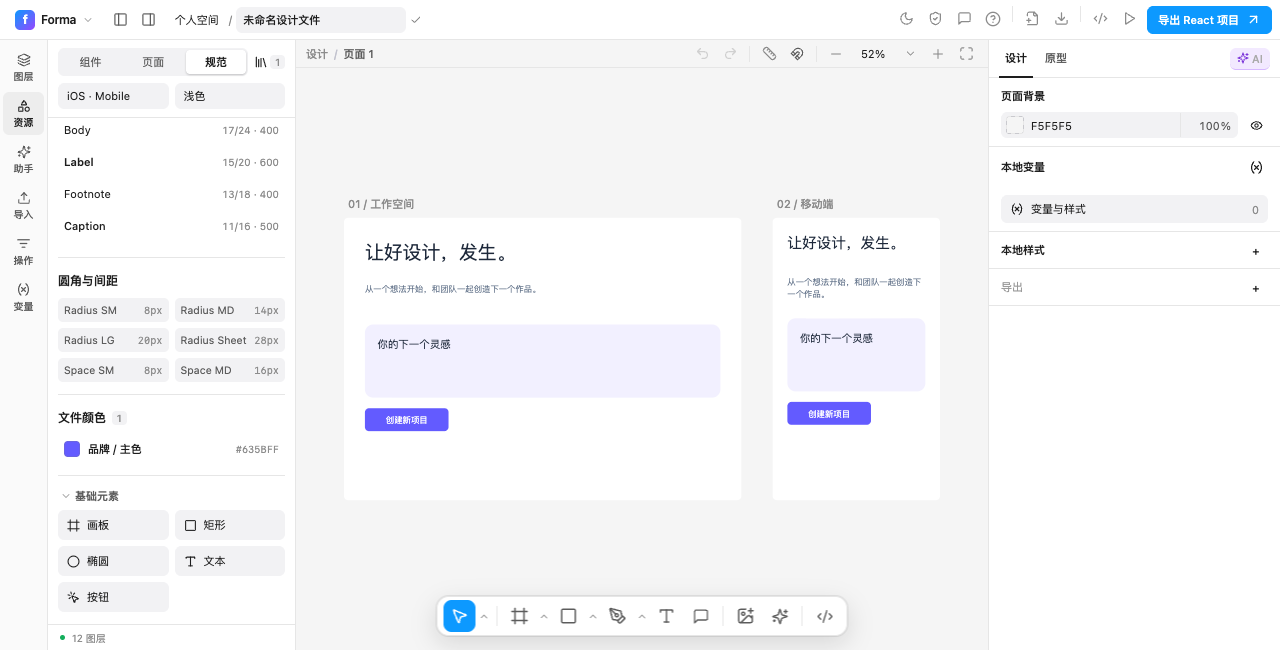 f Forma 个人空间 / 未命名设计文件 导出 React 项目
图层
资源
助手
导入
操作
变量
组件 页面 规范 1
iOS · Mobile 浅色
Body 17/24 · 400
Label 15/20 · 600
Footnote 13/18 · 400
Caption 11/16 · 500
圆角与间距
Radius SM 8px Radius MD 14px
Radius LG 20px Radius Sheet 28px
Space SM 8px Space MD 16px
文件颜色 1
品牌 / 主色 #635BFF
基础元素
画板 矩形
椭圆 文本
按钮
12 图层
设计 / 页面 1 52%
01 / 工作空间
让好设计，发生。
从一个想法开始，和团队一起创造下一个作品。
你的下一个灵感
创建新项目
02 / 移动端
让好设计，发生。
从一个想法开始，和团队一起创造下
一个作品。
你的下一个灵感
创建新项目
设计 原型 AI
页面背景
F5F5F5 100%
本地变量
变量与样式 0
本地样式 +
导出 +